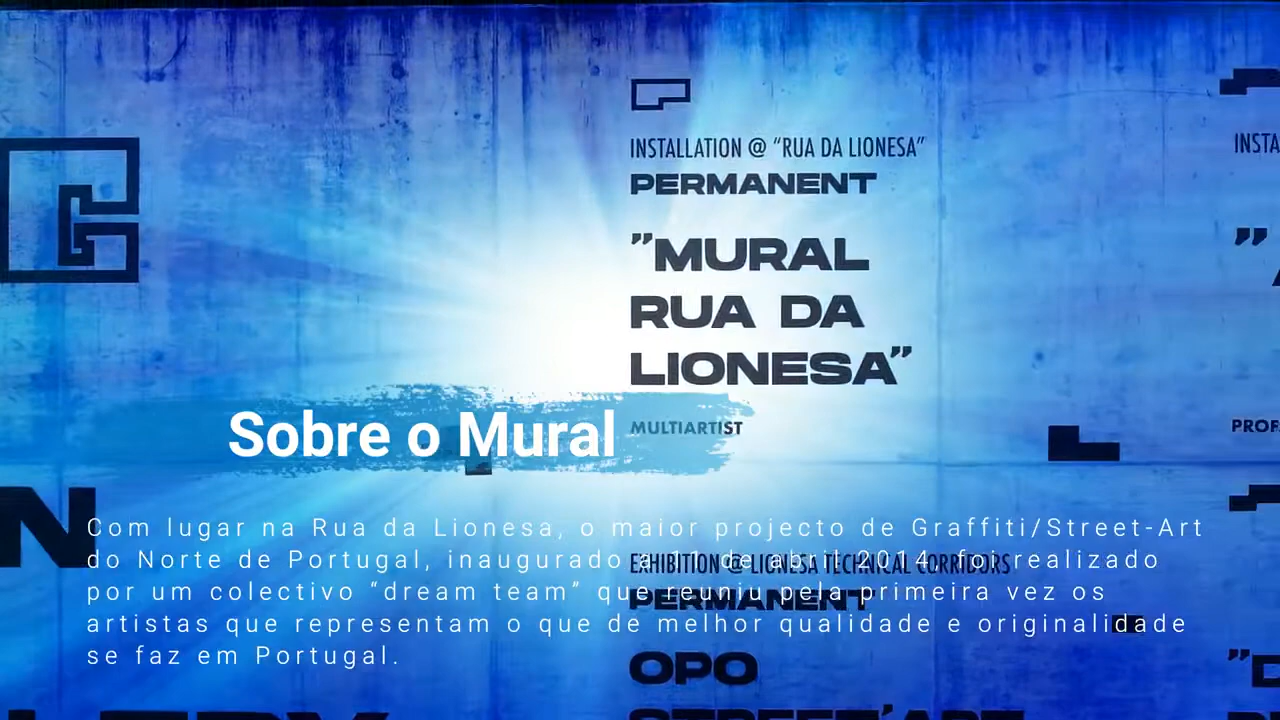 INSTALLATION @ “RUA DA LIONESA”
PERMANENT
”MURAL
RUA DA
LIONESA”
MULTIARTIST
Sobre o Mural
Com lugar na Rua da Lionesa, o maior projecto de Graffiti/Street-Art
do Norte de Portugal, inaugurado a 11 de abril 2014, foi realizado
por um colectivo “dream team” que reuniu pela primeira vez os
artistas que representam o que de melhor qualidade e originalidade
se faz em Portugal.
EXHIBITION @ LIONESA TECHNICAL CORRIDORS
PERMANENT
OPO
STREET’ART